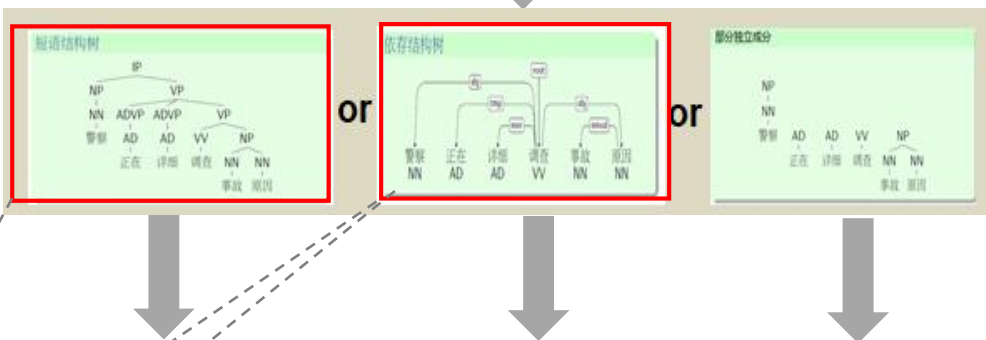 短语结构树
IP
NP VP
NN ADVP ADVP VP
警察 AD AD VV NP
正在 详细 调查 NN NN
事故 原因
or
依存结构树
root
警察 正在 详细 调查 事故 原因
NN AD AD VV NN NN
or
部分独立成分
NP
NN
警察 AD AD VV NP
正在 详细 调查 NN NN
事故 原因